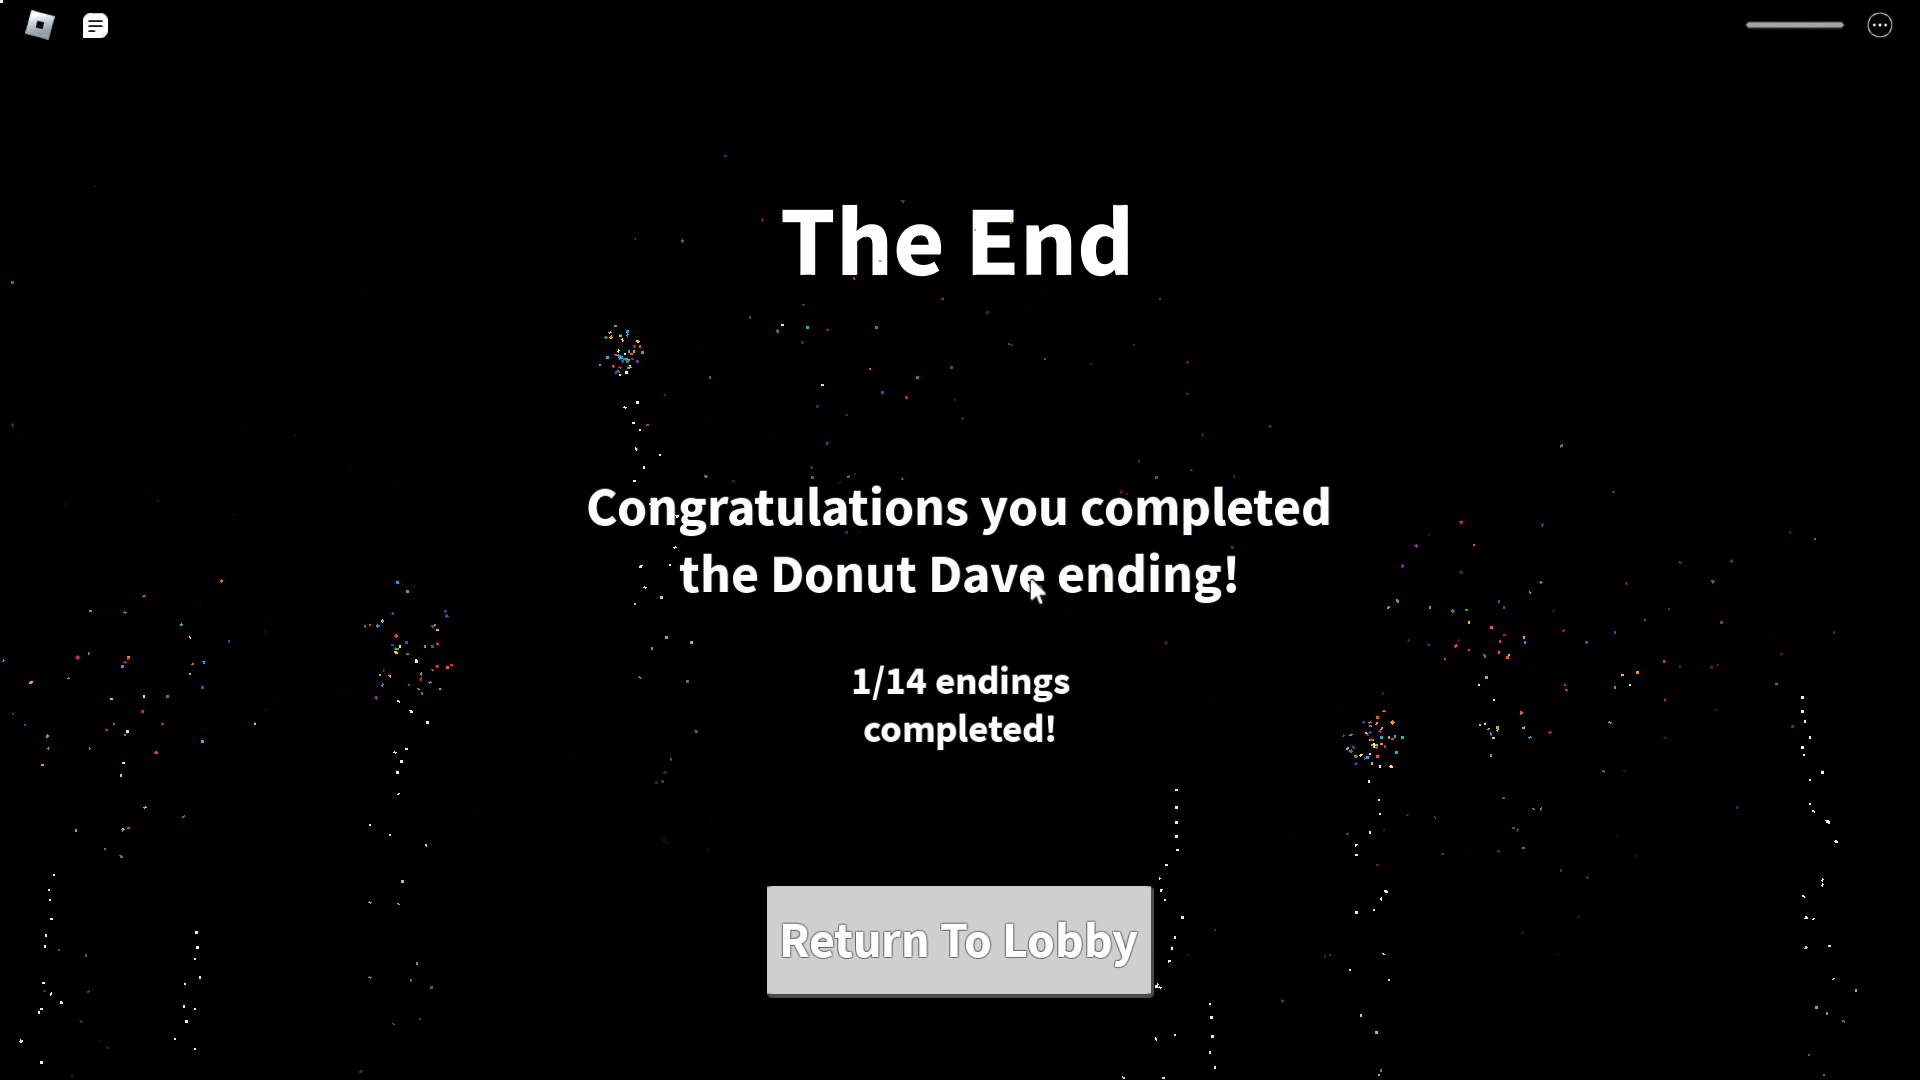 The End
Congratulations you completed
the Donut Dave ending!
1/14 endings
completed!
Return To Lobby